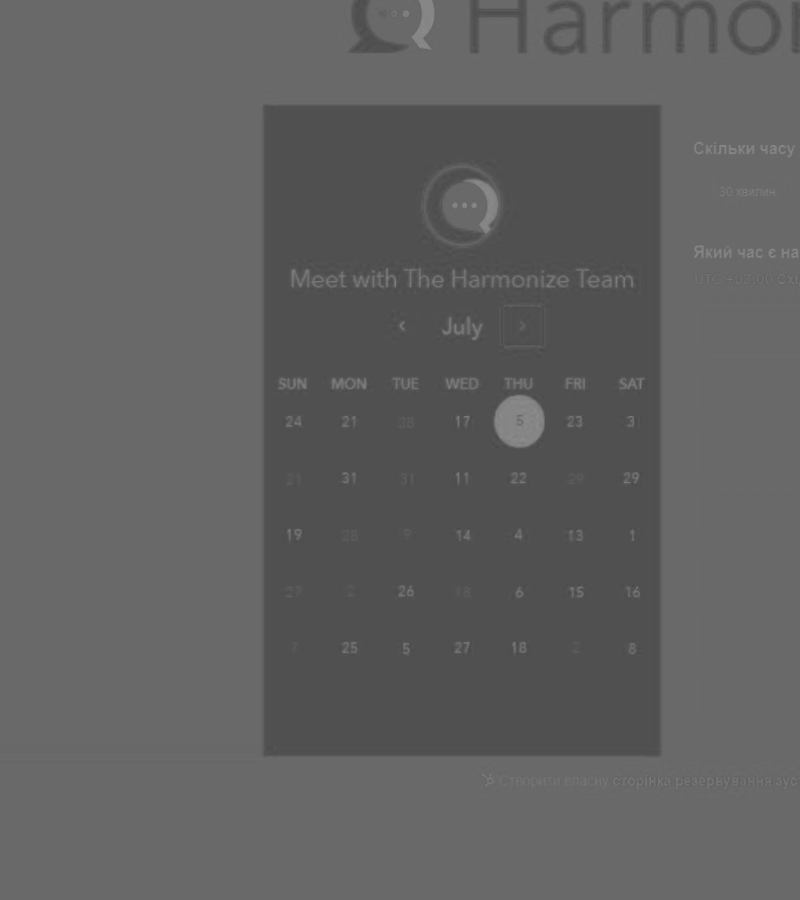 Harmon
Meet with The Harmonize Team
‹ July ›
SUN MON TUE WED THU FRI SAT
24 21 28 17 5 23 3
21 31 31 11 22 29 29
19 28 9 14 4 13 1
27 2 26 18 6 15 16
25 5 27 18 2 8
Скільки часу
30 хвилин
Який час є на
UTC +02:00 Сх
Створити власну сторінка резервування зус